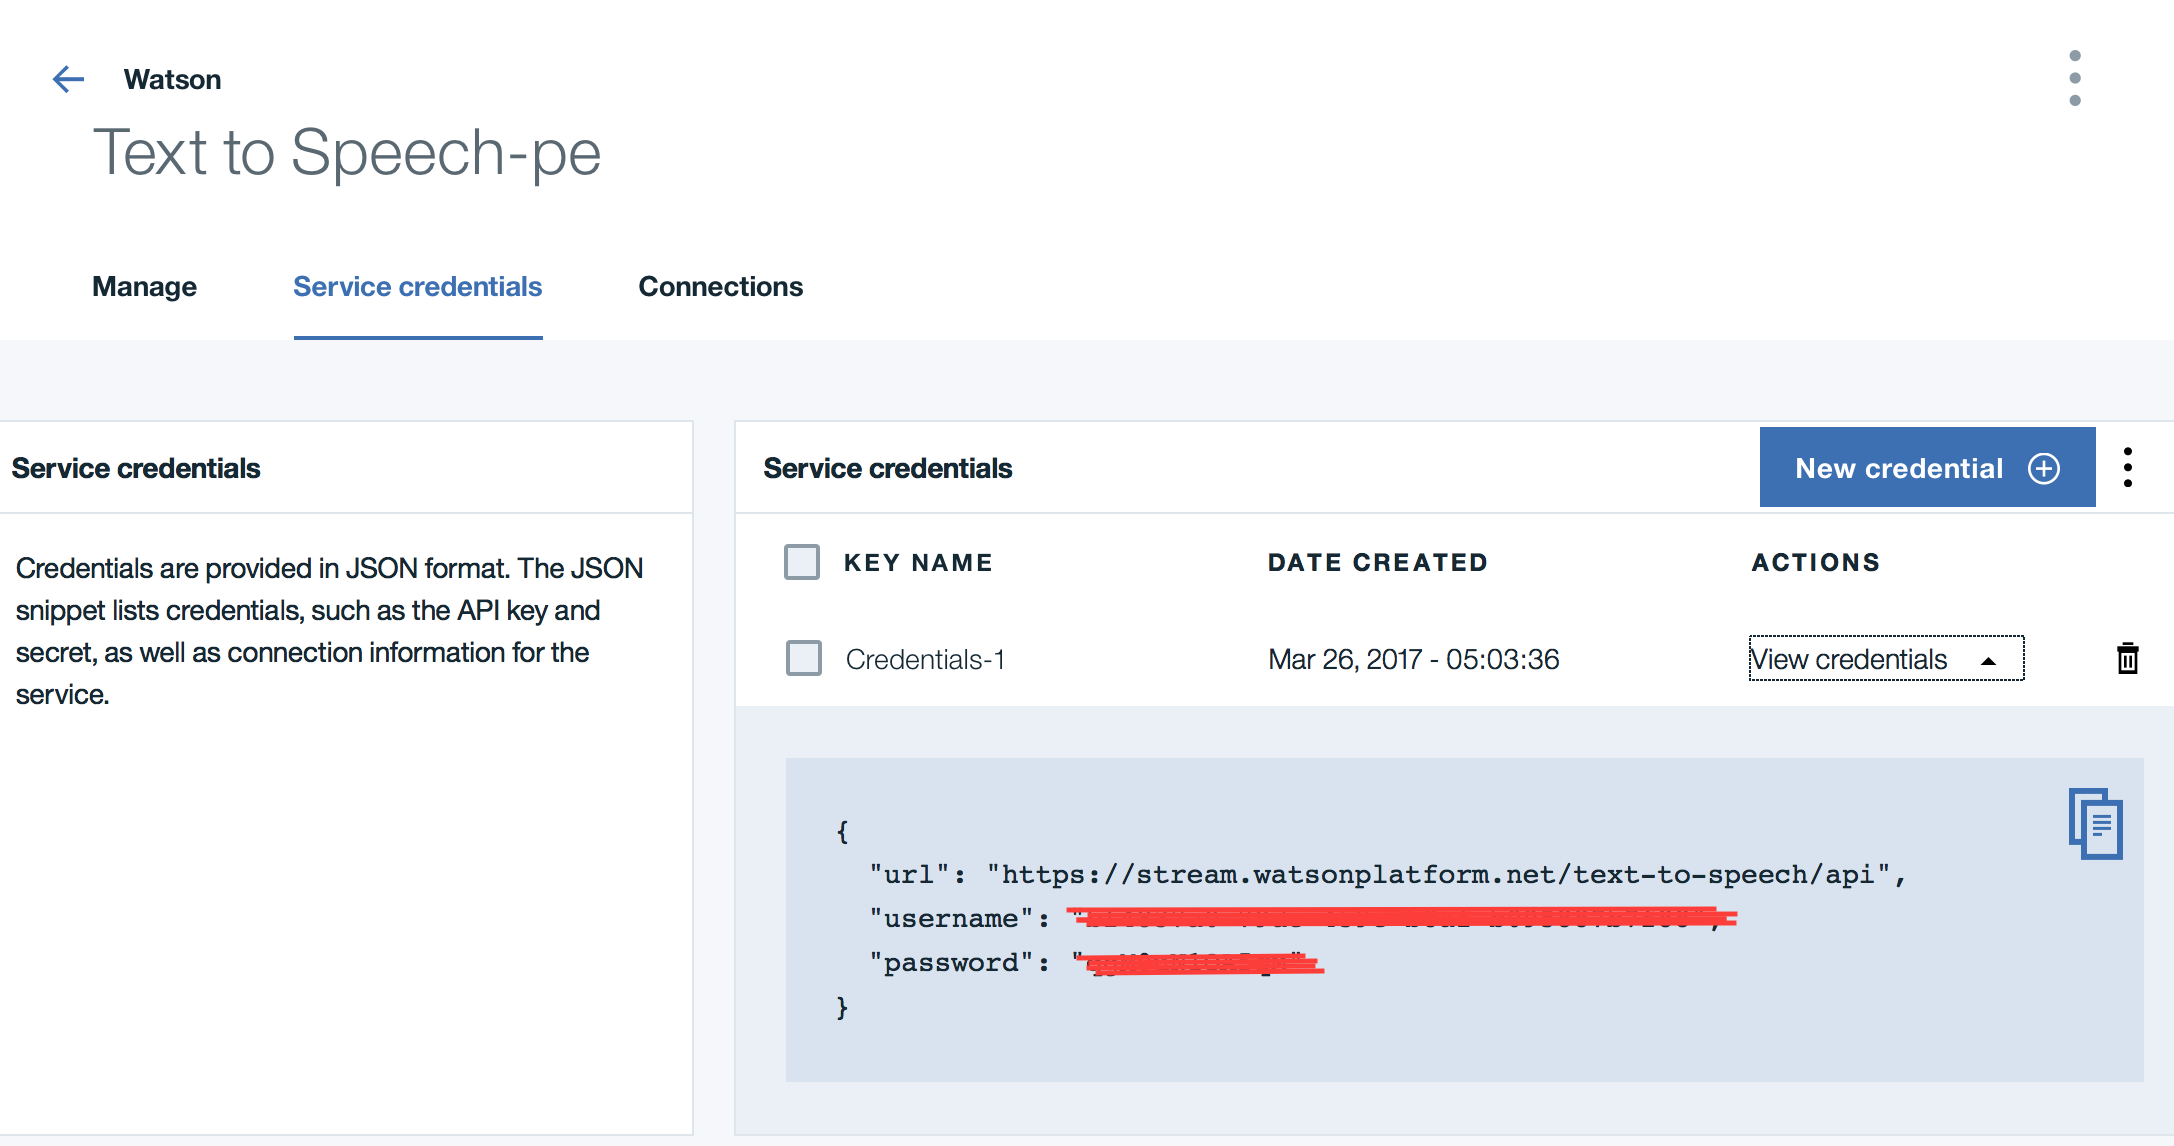 Watson
Text to Speech-pe
Manage Service credentials Connections
Service credentials
Credentials are provided in JSON format. The JSON
snippet lists credentials, such as the API key and
secret, as well as connection information for the
service.
Service credentials
New credential
KEY NAME DATE CREATED ACTIONS
Credentials-1 Mar 26, 2017 - 05:03:36 View credentials
{
"url": "https://stream.watsonplatform.net/text-to-speech/api",
"username":
"password":
}